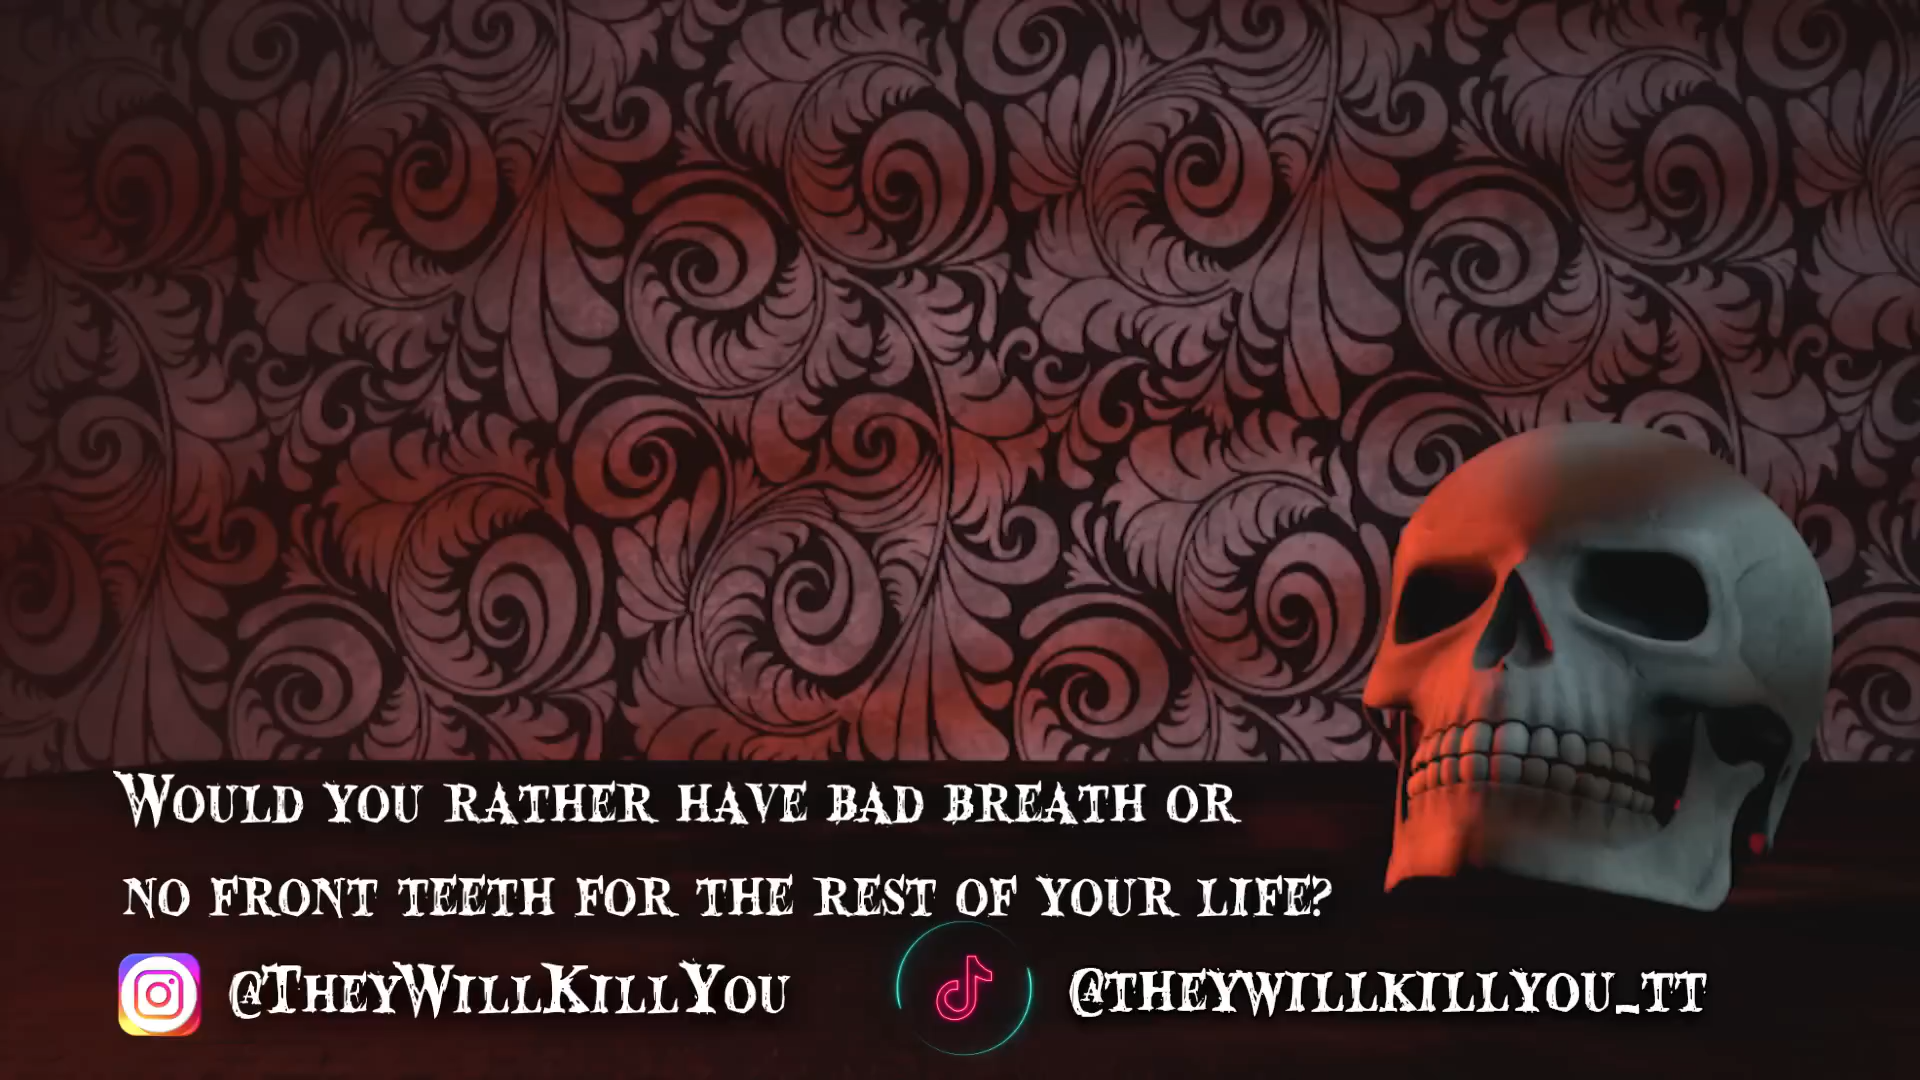 Would you rather have bad breath or
no front teeth for the rest of your life?
@TheyWillKillYou
@theywillkillyou_tt